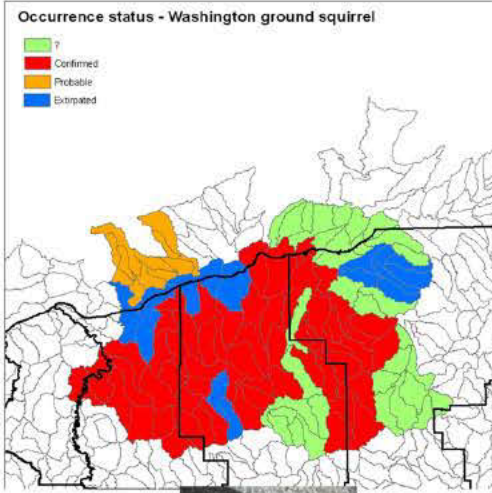 Occurrence status - Washington ground squirrel
?
Confirmed
Probable
Extirpated